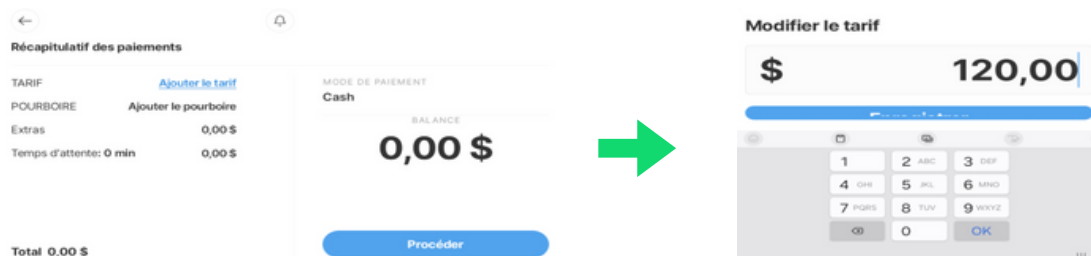 Récapitulatif des paiements
TARIF Ajouter le tarif
POURBOIRE Ajouter le pourboire
Extras 0,00 $
Temps d'attente: 0 min 0,00 $
Total 0,00 $
MODE DE PAIEMENT
Cash
BALANCE
0,00 $
Procéder
Modifier le tarif
$ 120,00
1 2 ABC 3 DEF
4 GHI 5 JKL 6 MNO
7 PQRS 8 TUV 9 WXYZ
0 OK